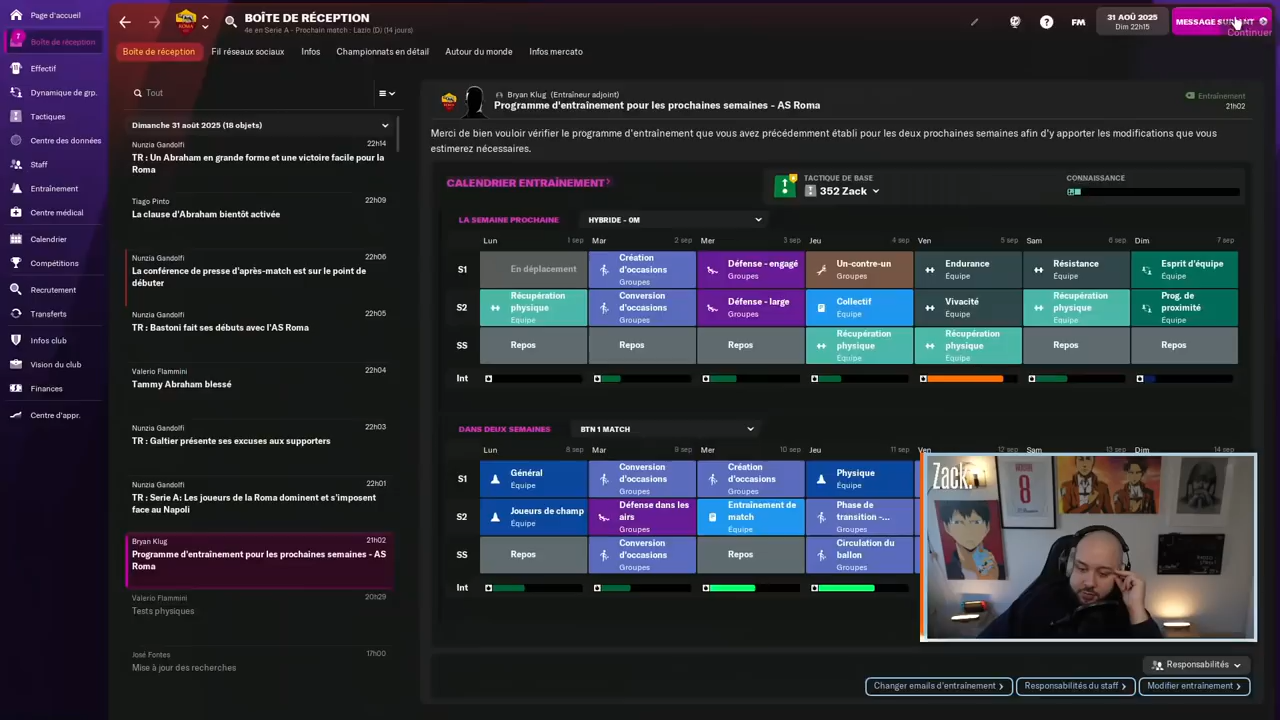 Page d'accueil
7
Boîte de réception
Effectif
Dynamique de grp.
Tactiques
Centre des données
Staff
Entraînement
Centre médical
Calendrier
Compétitions
Recrutement
Transferts
Infos club
Vision du club
Finances
Centre d'appr.
BOÎTE DE RÉCEPTION
4e en Serie A - Prochain match : Lazio (D) (14 jours)
FM
31 AOÛ 2025
Dim 22h15
MESSAGE SUIVANT
Continuer
Boîte de réception
Fil réseaux sociaux
Infos
Championnats en détail
Autour du monde
Infos mercato
Tout
Dimanche 31 août 2025 (18 objets)
Nunzia Gandolfi 22h14
TR : Un Abraham en grande forme et une victoire facile pour la
Roma
Tiago Pinto 22h09
La clause d'Abraham bientôt activée
Nunzia Gandolfi 22h06
La conférence de presse d'après-match est sur le point de
débuter
Nunzia Gandolfi 22h05
TR : Bastoni fait ses débuts avec l'AS Roma
Valerio Flammini 22h04
Tammy Abraham blessé
Nunzia Gandolfi 22h03
TR : Galtier présente ses excuses aux supporters
Nunzia Gandolfi 22h01
TR : Serie A: Les joueurs de la Roma dominent et s'imposent
face au Napoli
Bryan Klug 21h02
Programme d'entraînement pour les prochaines semaines - AS
Roma
Valerio Flammini 20h29
Tests physiques
José Fontes 17h00
Mise à jour des recherches
Bryan Klug (Entraîneur adjoint)
Programme d'entraînement pour les prochaines semaines - AS Roma
Entraînement
21h02
Merci de bien vouloir vérifier le programme d'entraînement que vous avez précédemment établi pour les deux prochaines semaines afin d'y apporter les modifications que vous
estimerez nécessaires.
CALENDRIER ENTRAÎNEMENT
TACTIQUE DE BASE
352 Zack
CONNAISSANCE
LA SEMAINE PROCHAINE
HYBRIDE - 0M
Lun 1 sep Mar 2 sep Mer 3 sep Jeu 4 sep Ven 5 sep Sam 6 sep Dim 7 sep
S1
En déplacement
Création
d'occasions
Groupes
Défense - engagé
Groupes
Un-contre-un
Groupes
Endurance
Équipe
Résistance
Équipe
Esprit d'équipe
Équipe
S2
Récupération
physique
Équipe
Conversion
d'occasions
Groupes
Défense - large
Groupes
Collectif
Équipe
Vivacité
Équipe
Récupération
physique
Équipe
Prog. de
proximité
Équipe
SS
Repos
Repos
Repos
Récupération
physique
Équipe
Récupération
physique
Équipe
Repos
Repos
Int
DANS DEUX SEMAINES
BTN 1 MATCH
Lun 8 sep Mar 9 sep Mer 10 sep Jeu 11 sep Ven 12 sep Sam 13 sep Dim 14 sep
S1
Général
Équipe
Conversion
d'occasions
Groupes
Création
d'occasions
Groupes
Physique
Équipe
S2
Joueurs de champ
Équipe
Défense dans les
airs
Groupes
Entraînement de
match
Équipe
Phase de
transition -...
Groupes
SS
Repos
Conversion
d'occasions
Groupes
Repos
Circulation du
ballon
Groupes
Int
Zack.
8
Responsabilités
Changer emails d'entraînement
Responsabilités du staff
Modifier entraînement